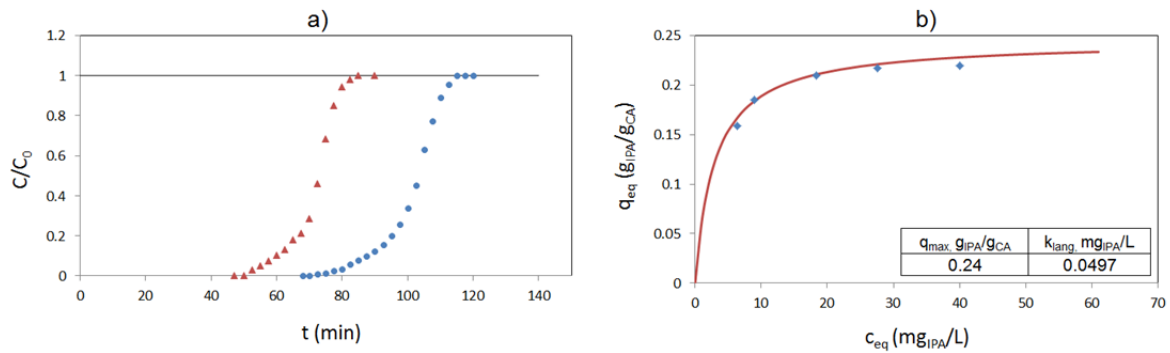 a)
C/C0
1.2
1
0.8
0.6
0.4
0.2
0
0 20 40 60 80 100 120 140
t (min)
b)
qeq (gIPA/gCA)
0.25
0.2
0.15
0.1
0.05
0
0 10 20 30 40 50 60 70
ceq (mgIPA/L)
qmax, gIPA/gCA klang, mgIPA/L
0.24 0.0497